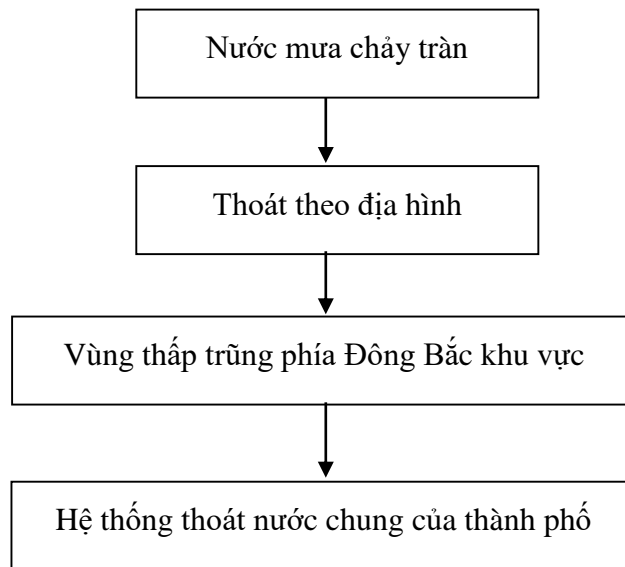 Nước mưa chảy tràn
Thoát theo địa hình
Vùng thấp trũng phía Đông Bắc khu vực
Hệ thống thoát nước chung của thành phố